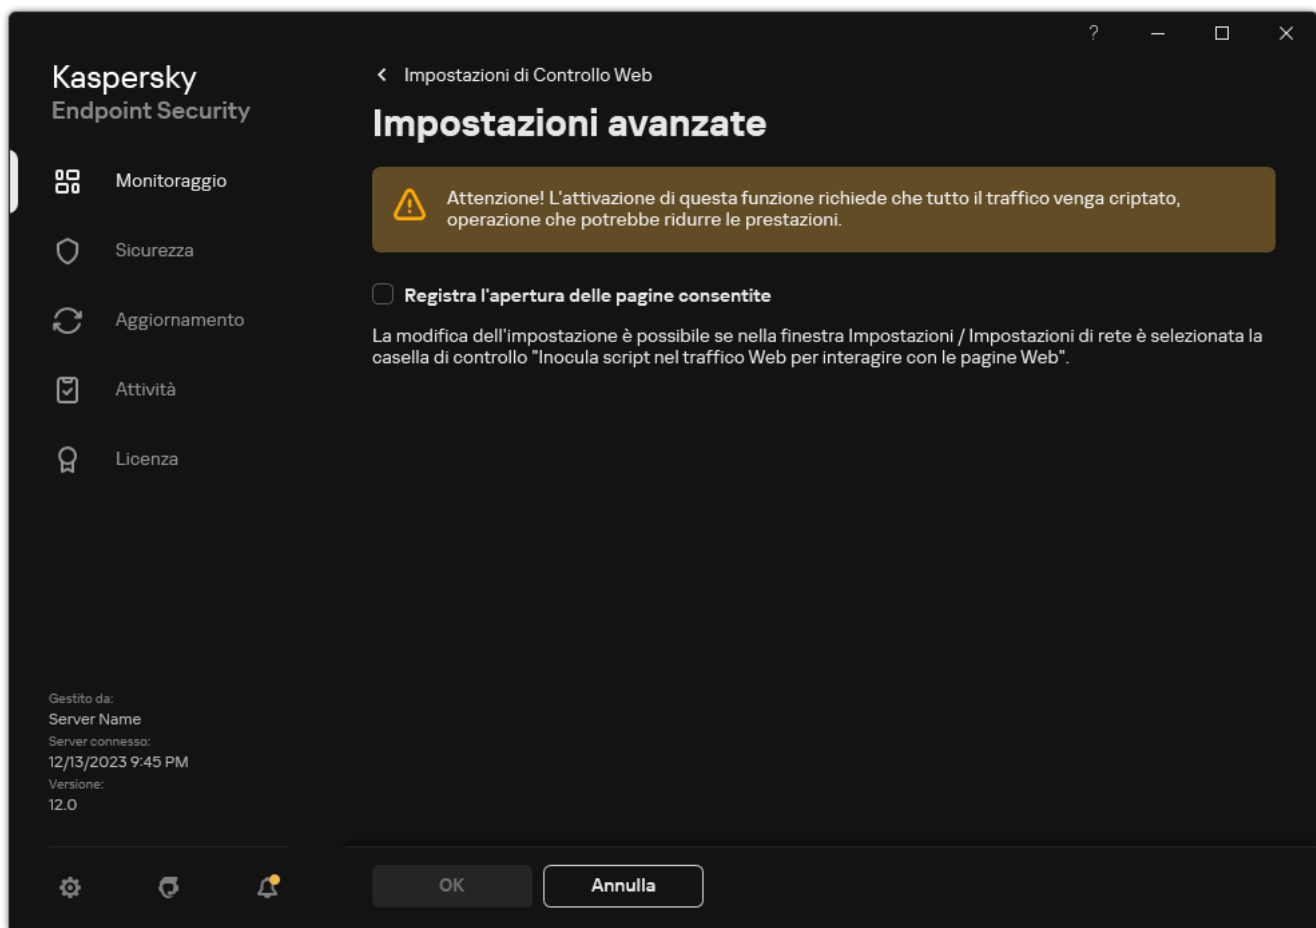 ?
Kaspersky
Endpoint Security
Monitoraggio
Sicurezza
Aggiornamento
Attività
Licenza
Gestito da:
Server Name
Server connesso:
12/13/2023 9:45 PM
Versione:
12.0
Impostazioni di Controllo Web
Impostazioni avanzate
Attenzione! L'attivazione di questa funzione richiede che tutto il traffico venga criptato,
operazione che potrebbe ridurre le prestazioni.
Registra l'apertura delle pagine consentite
La modifica dell'impostazione è possibile se nella finestra Impostazioni / Impostazioni di rete è selezionata la
casella di controllo "Inocula script nel traffico Web per interagire con le pagine Web".
OK
Annulla